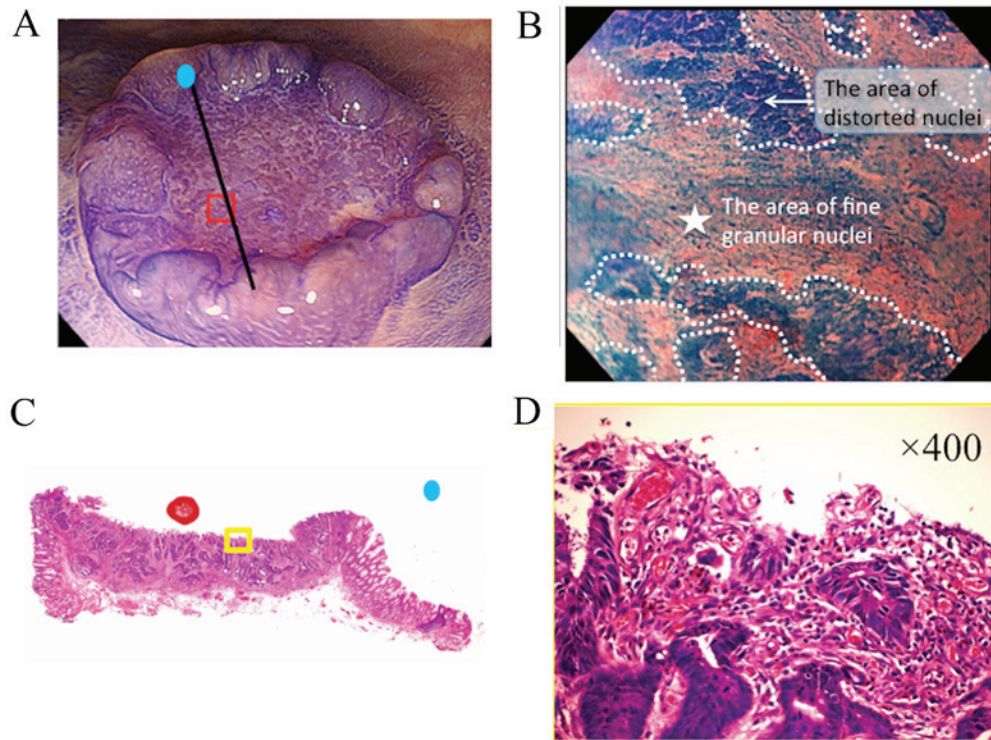 A
B
The area of
distorted nuclei
The area of fine
granular nuclei
C
D
×400